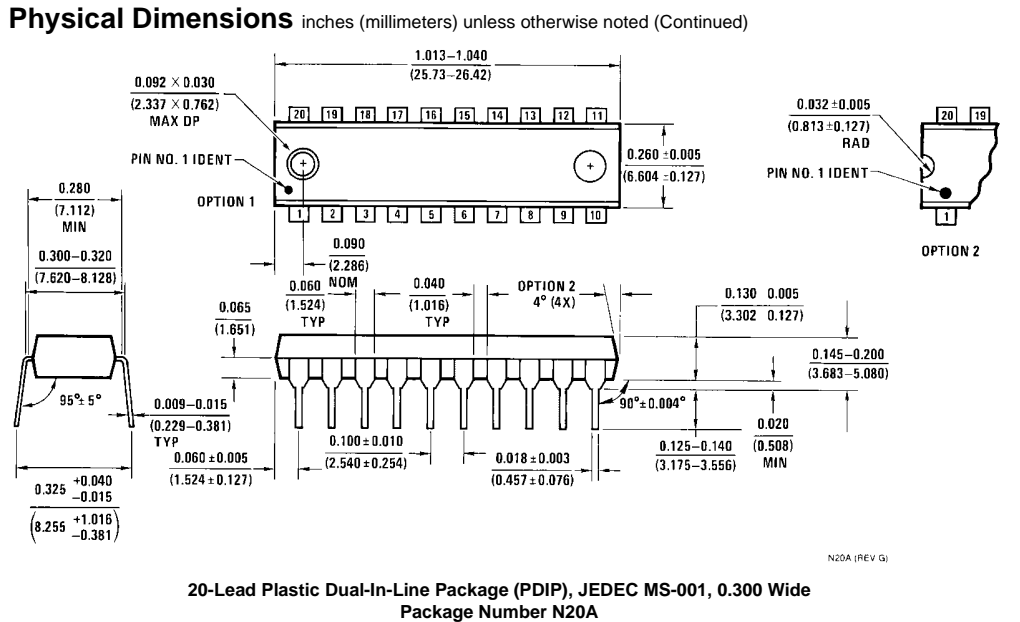 Physical Dimensions inches (millimeters) unless otherwise noted (Continued)
1.013–1.040
(25.73–26.42)
0.092 × 0.030
(2.337 × 0.762)
MAX DP
20 19 18 17 16 15 14 13 12 11
PIN NO. 1 IDENT
OPTION 1
1 2 3 4 5 6 7 8 9 10
0.260 ±0.005
(6.604 ±0.127)
0.032 ±0.005
(0.813±0.127)
RAD
20 19
PIN NO. 1 IDENT
1
OPTION 2
0.280
(7.112)
MIN
0.300–0.320
(7.620–8.128)
0.090
(2.286)
NOM
0.060
(1.524)
TYP
0.040
(1.016)
TYP
OPTION 2
4° (4X)
0.065
(1.651)
0.130 0.005
(3.302 0.127)
0.145–0.200
(3.683–5.080)
95°± 5°
0.009–0.015
(0.229–0.381)
TYP
90°±0.004°
0.020
(0.508)
MIN
0.125–0.140
(3.175–3.556)
0.100 ±0.010
(2.540 ±0.254)
0.060 ±0.005
(1.524 ±0.127)
0.018 ±0.003
(0.457 ±0.076)
0.325 +0.040
–0.015
(8.255 +1.016
–0.381)
N20A (REV G)
20-Lead Plastic Dual-In-Line Package (PDIP), JEDEC MS-001, 0.300 Wide
Package Number N20A